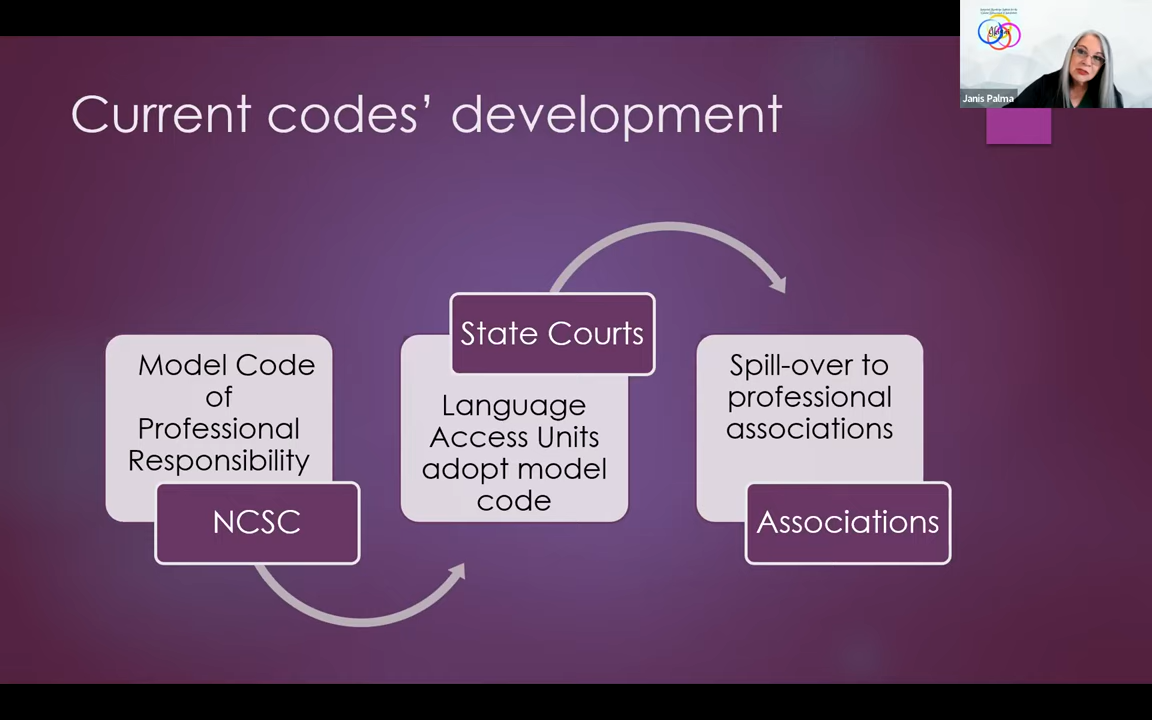 Current codes’ development
Janis Palma
Model Code
of
Professional
Responsibility
NCSC
State Courts
Language
Access Units
adopt model
code
Spill-over to
professional
associations
Associations